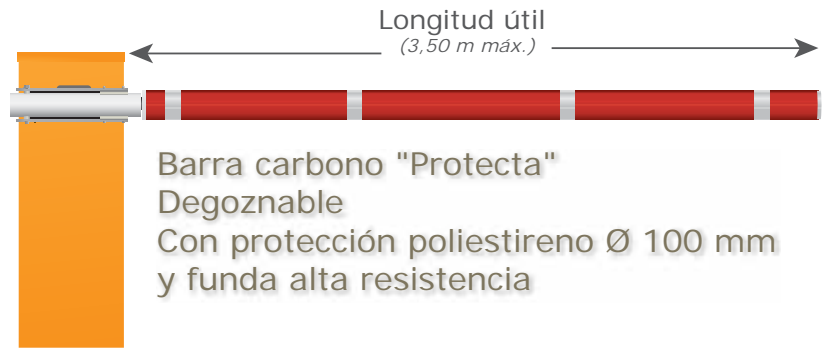 Longitud útil
(3,50 m máx.)
Barra carbono "Protecta"
Degoznable
Con protección poliestireno Ø 100 mm
y funda alta resistencia